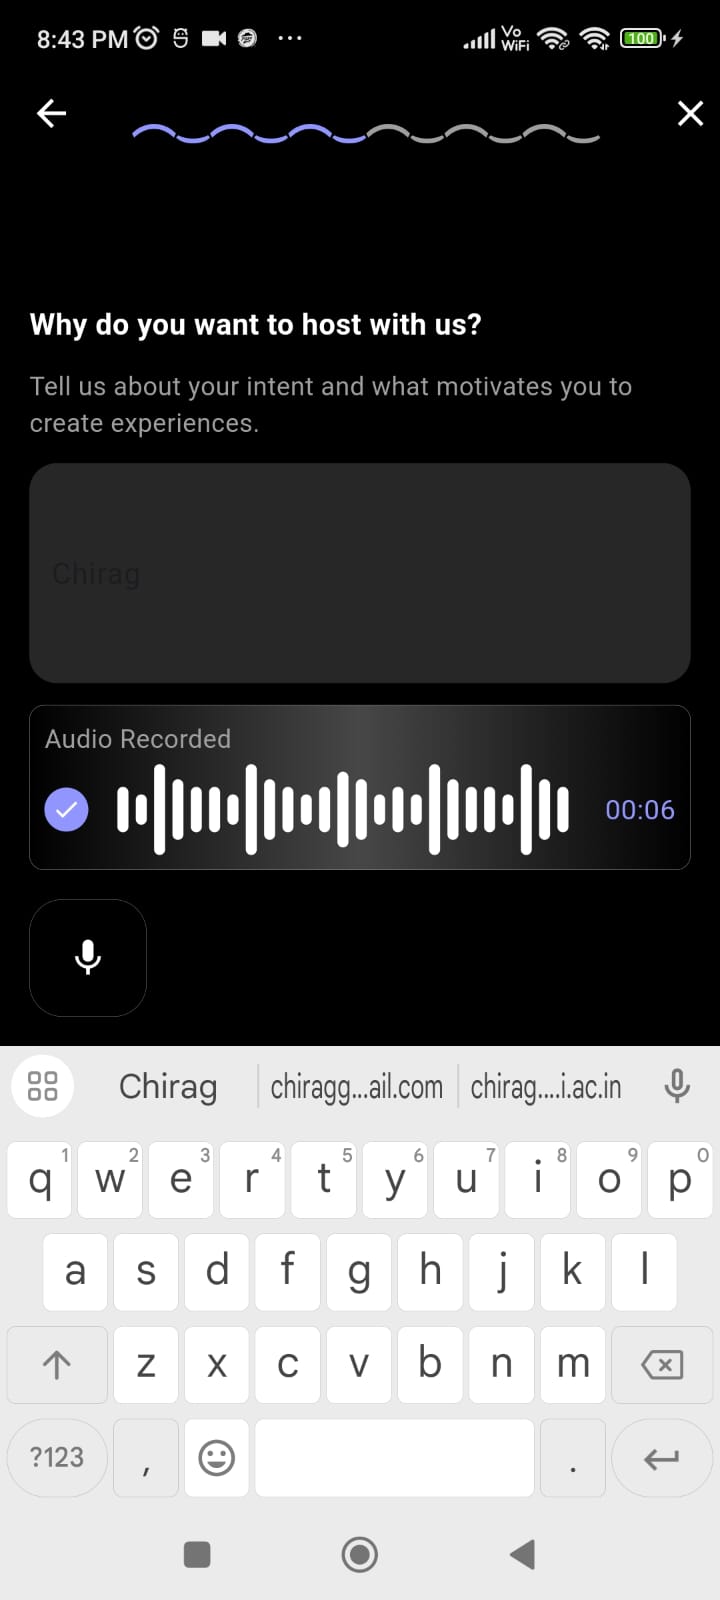 8:43 PM
Vo
WiFi
100
Why do you want to host with us?
Tell us about your intent and what motivates you to
create experiences.
Chirag
Audio Recorded
00:06
Chirag chiragg...ail.com chirag....i.ac.in
1 2 3 4 5 6 7 8 9 0
q w e r t y u i o p
a s d f g h j k l
z x c v b n m
?123 , .